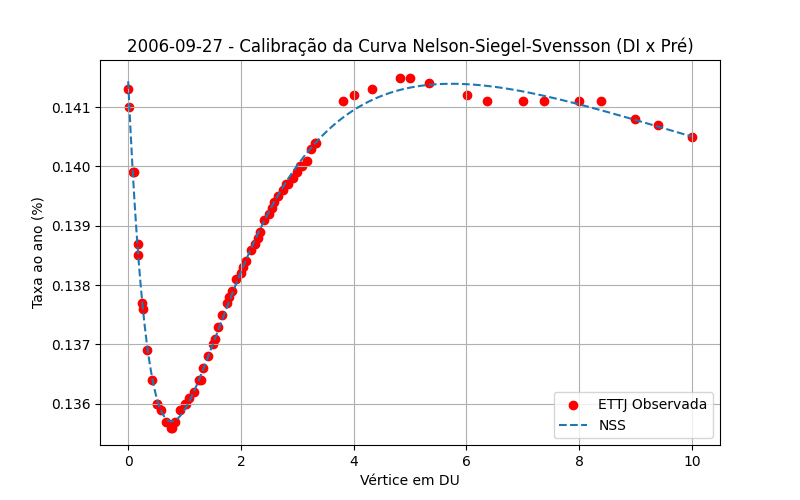 2006-09-27 - Calibração da Curva Nelson-Siegel-Svensson (DI x Pré)
Taxa ao ano (%)
0.141
0.140
0.139
0.138
0.137
0.136
0
2
4
6
8
10
Vértice em DU
ETTJ Observada
NSS